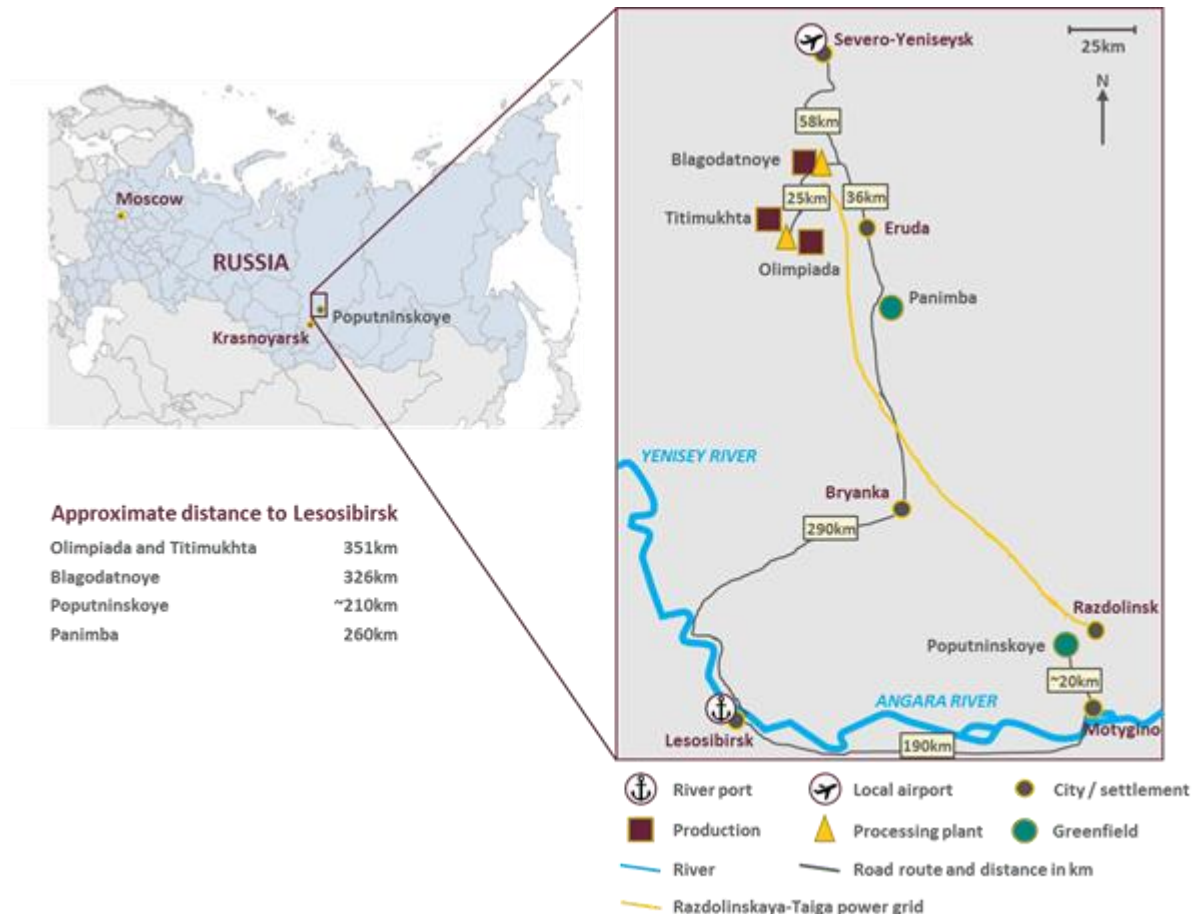 Moscow
RUSSIA
Poputninskoye
Krasnoyarsk
Approximate distance to Lesosibirsk
Olimpiada and Titimukhta 351km
Blagodatnoye 326km
Poputninskoye ~210km
Panimba 260km
Severo-Yeniseysk
25km
N
58km
Blagodatnoye
25km
36km
Titimukhta
Eruda
Olimpiada
Panimba
YENISEY RIVER
Bryanka
290km
Razdolinsk
Poputninskoye
~20km
ANGARA RIVER
Motygino
Lesosibirsk
190km
River port
Local airport
City / settlement
Production
Processing plant
Greenfield
River
Road route and distance in km
Razdolinskaya-Taiga power grid